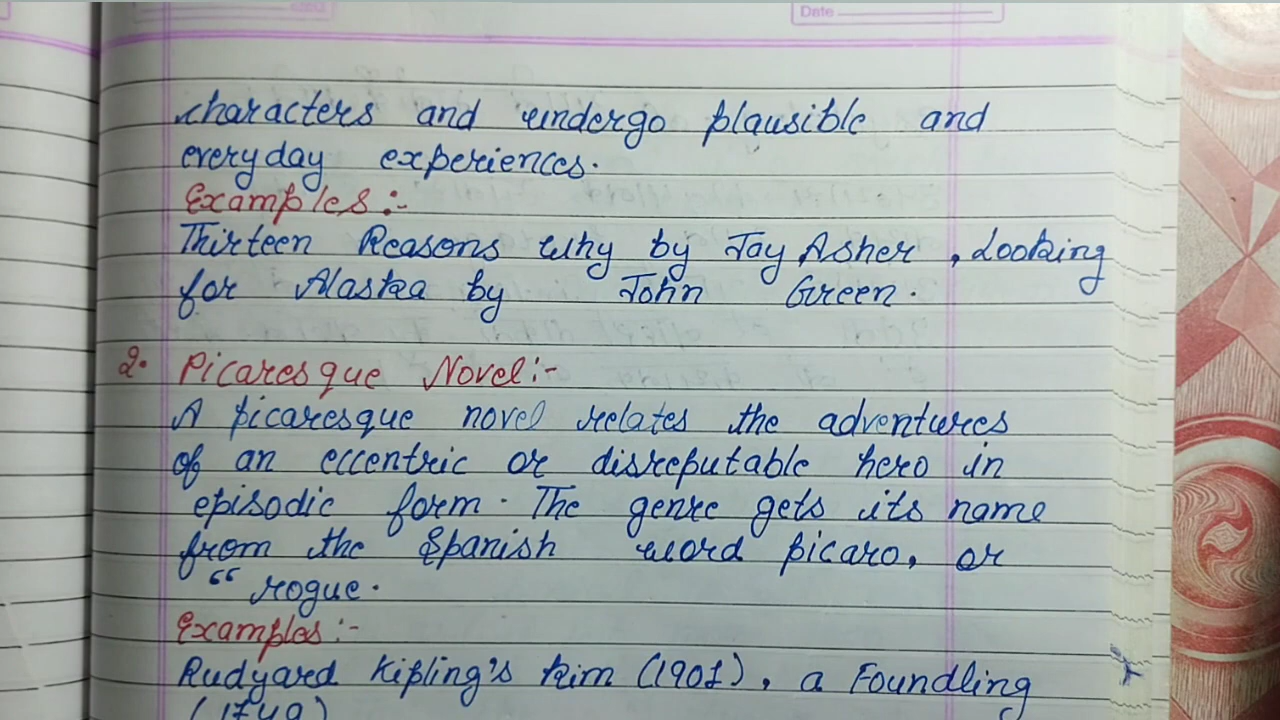 Date
characters and undergo plausible and
everyday experiences.
Examples :-
Thirteen Reasons Why by Jay Asher , Looking
for Alaska by John Green .
2. Picaresque Novel :-
A picaresque novel relates the adventures
of an eccentric or disreputable hero in
episodic form . The genre gets its name
from the Spanish word picaro, or
“ rogue .
Examples :-
Rudyard Kipling's Kim (1901), a Foundling
(1749)